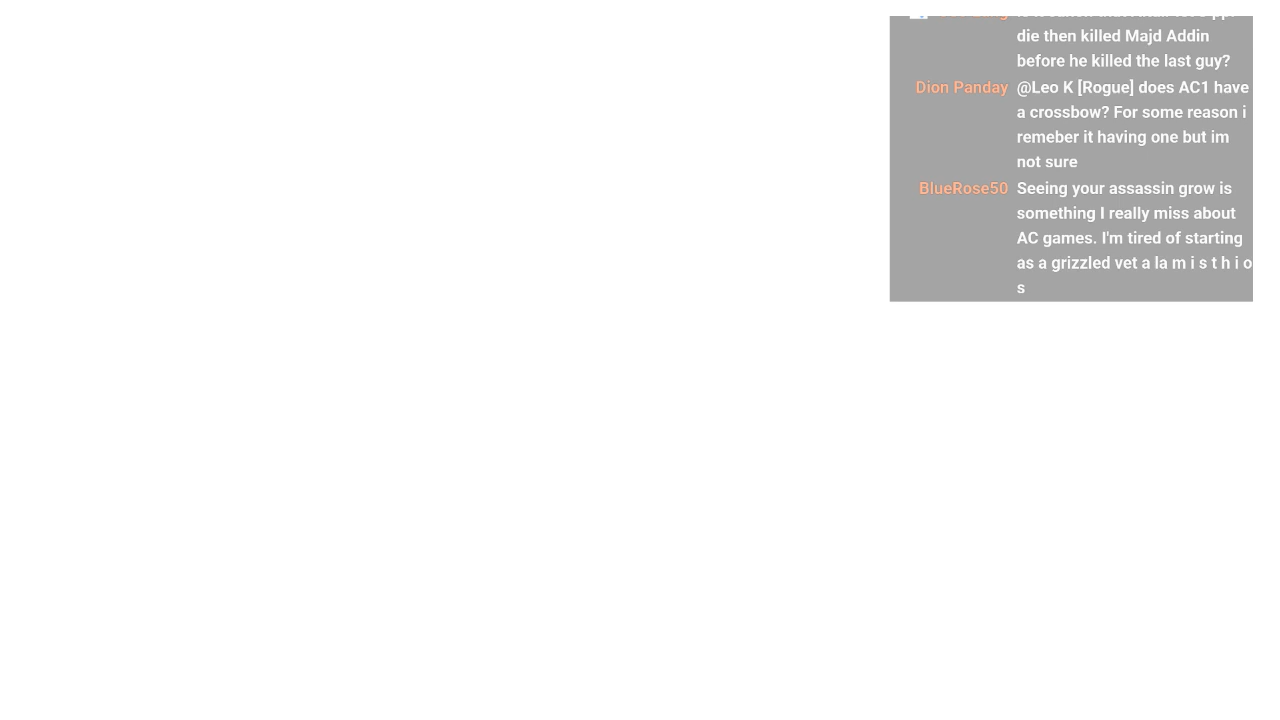 die then killed Majd Addin
before he killed the last guy?
Dion Panday @Leo K [Rogue] does AC1 have
a crossbow? For some reason i
remeber it having one but im
not sure
BlueRose50 Seeing your assassin grow is
something I really miss about
AC games. I'm tired of starting
as a grizzled vet a la m i s t h i o
s